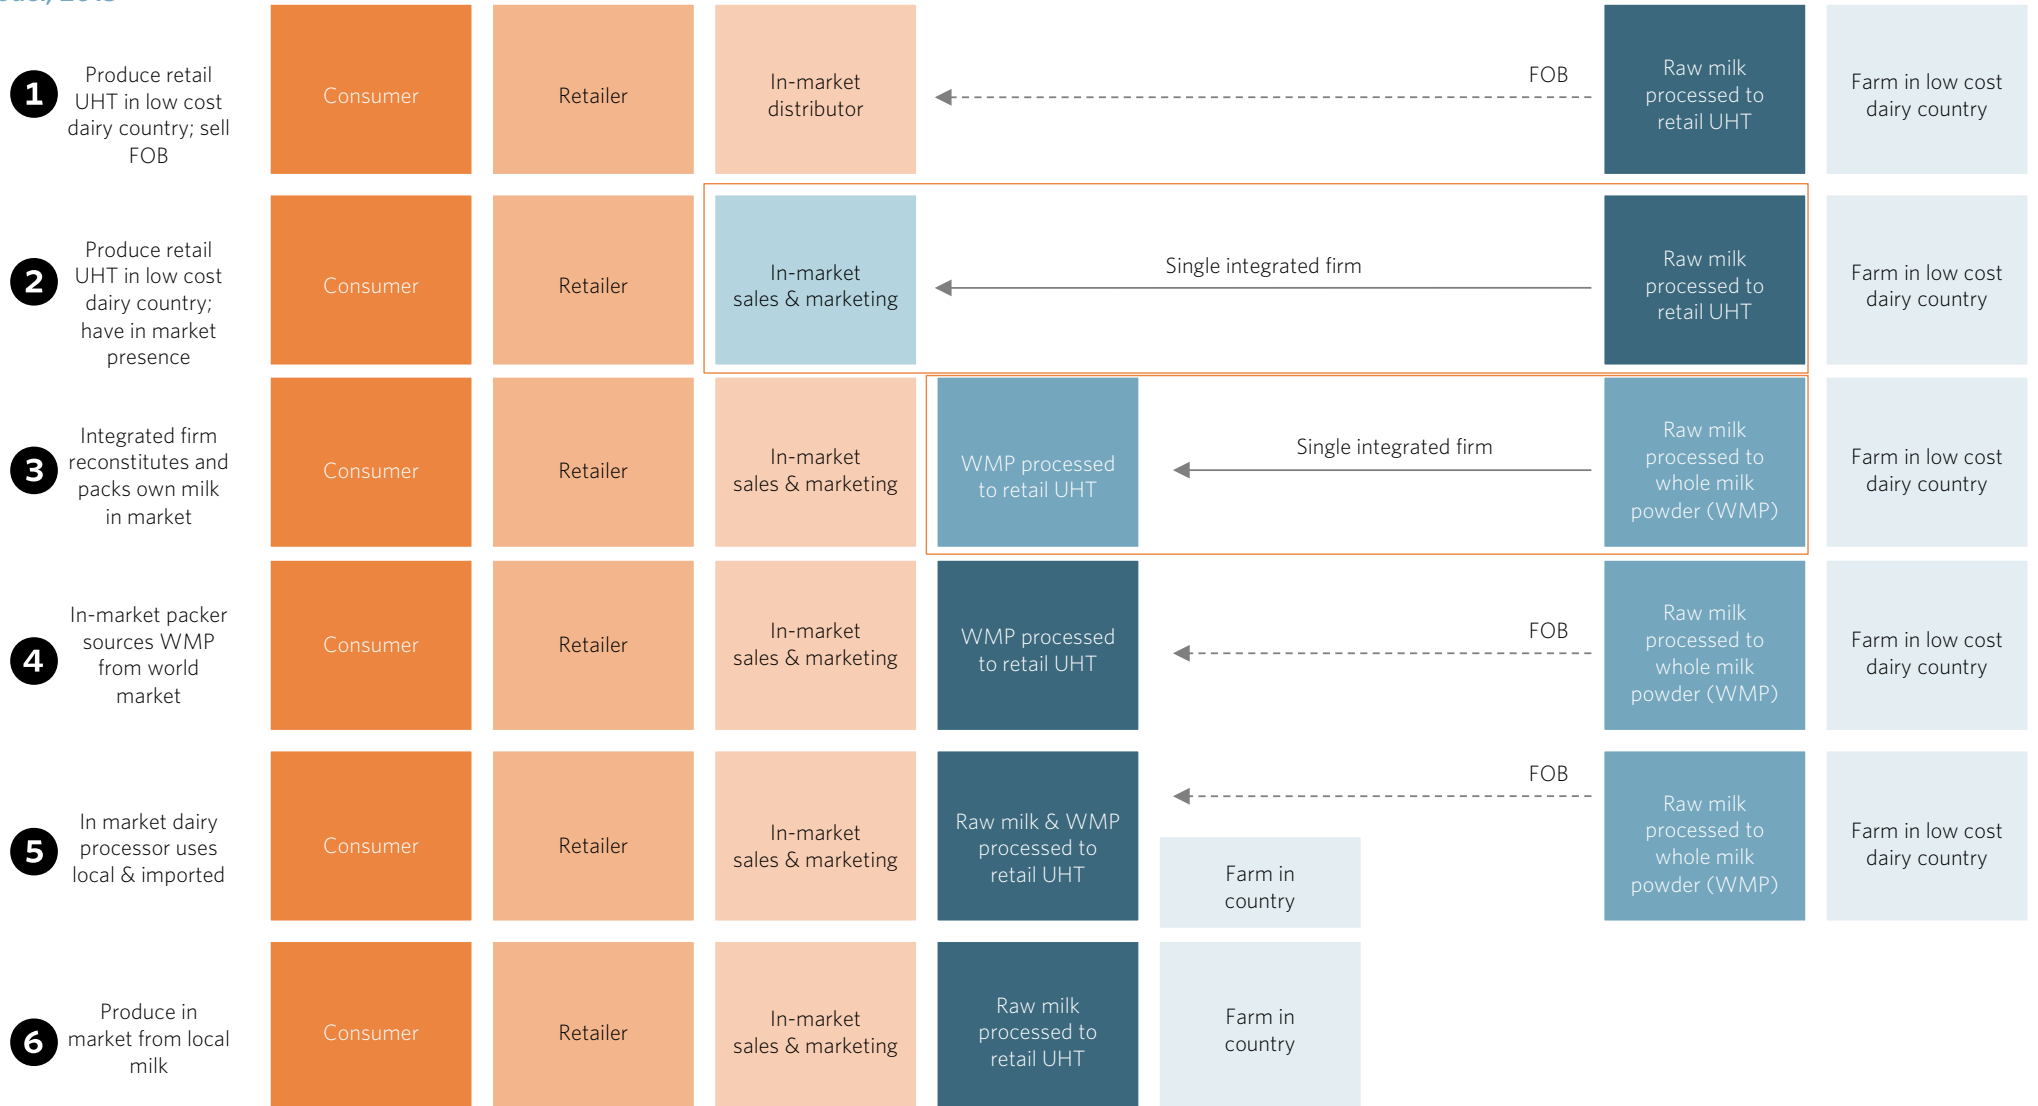 2015
1
Produce retail
UHT in low cost
dairy country; sell
FOB
Consumer
Retailer
In-market
distributor
FOB
Raw milk
processed to
retail UHT
Farm in low cost
dairy country
2
Produce retail
UHT in low cost
dairy country;
have in market
presence
Consumer
Retailer
In-market
sales & marketing
Single integrated firm
Raw milk
processed to
retail UHT
Farm in low cost
dairy country
3
Integrated firm
reconstitutes and
packs own milk
in market
Consumer
Retailer
In-market
sales & marketing
WMP processed
to retail UHT
Single integrated firm
Raw milk
processed to
whole milk
powder (WMP)
Farm in low cost
dairy country
4
In-market packer
sources WMP
from world
market
Consumer
Retailer
In-market
sales & marketing
WMP processed
to retail UHT
FOB
Raw milk
processed to
whole milk
powder (WMP)
Farm in low cost
dairy country
5
In market dairy
processor uses
local & imported
Consumer
Retailer
In-market
sales & marketing
Raw milk & WMP
processed to
retail UHT
FOB
Farm in
country
Raw milk
processed to
whole milk
powder (WMP)
Farm in low cost
dairy country
6
Produce in
market from local
milk
Consumer
Retailer
In-market
sales & marketing
Raw milk
processed to
retail UHT
Farm in
country